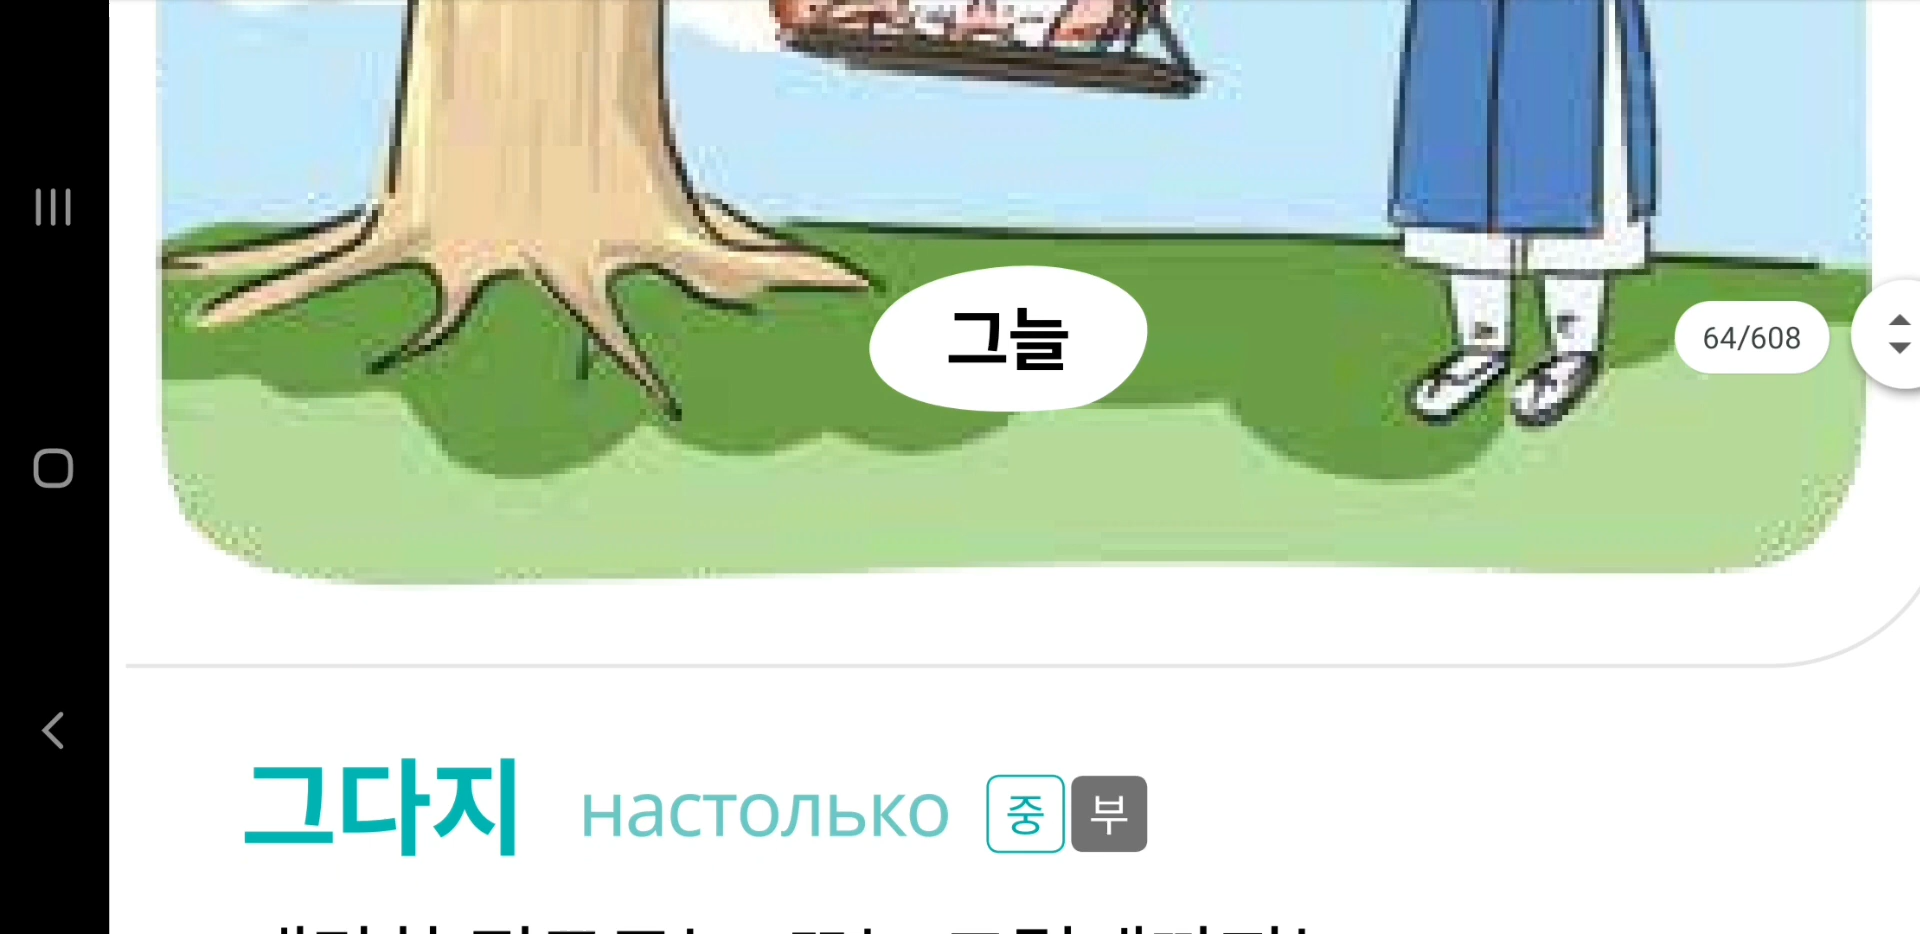 그늘
64/608
그다지 настолько 중 부